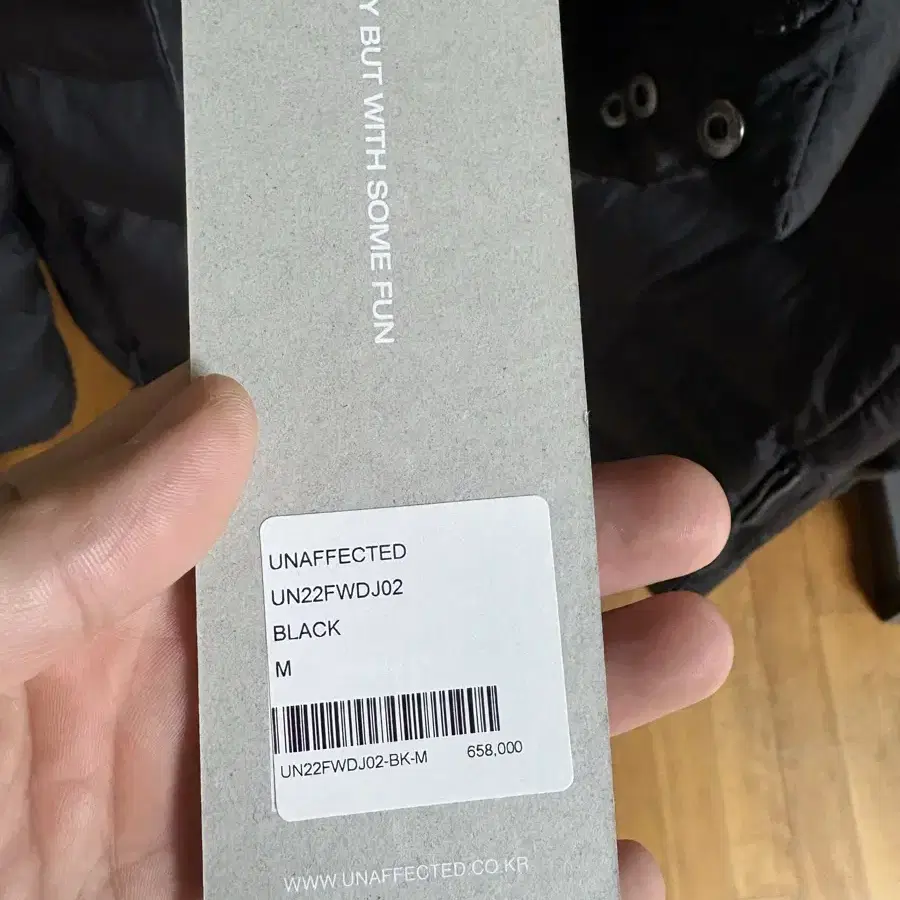 Y BUT WITH SOME FUN
UNAFFECTED
UN22FWDJ02
BLACK
M
UN22FWDJ02-BK-M 658,000
WWW.UNAFFECTED.CO.KR